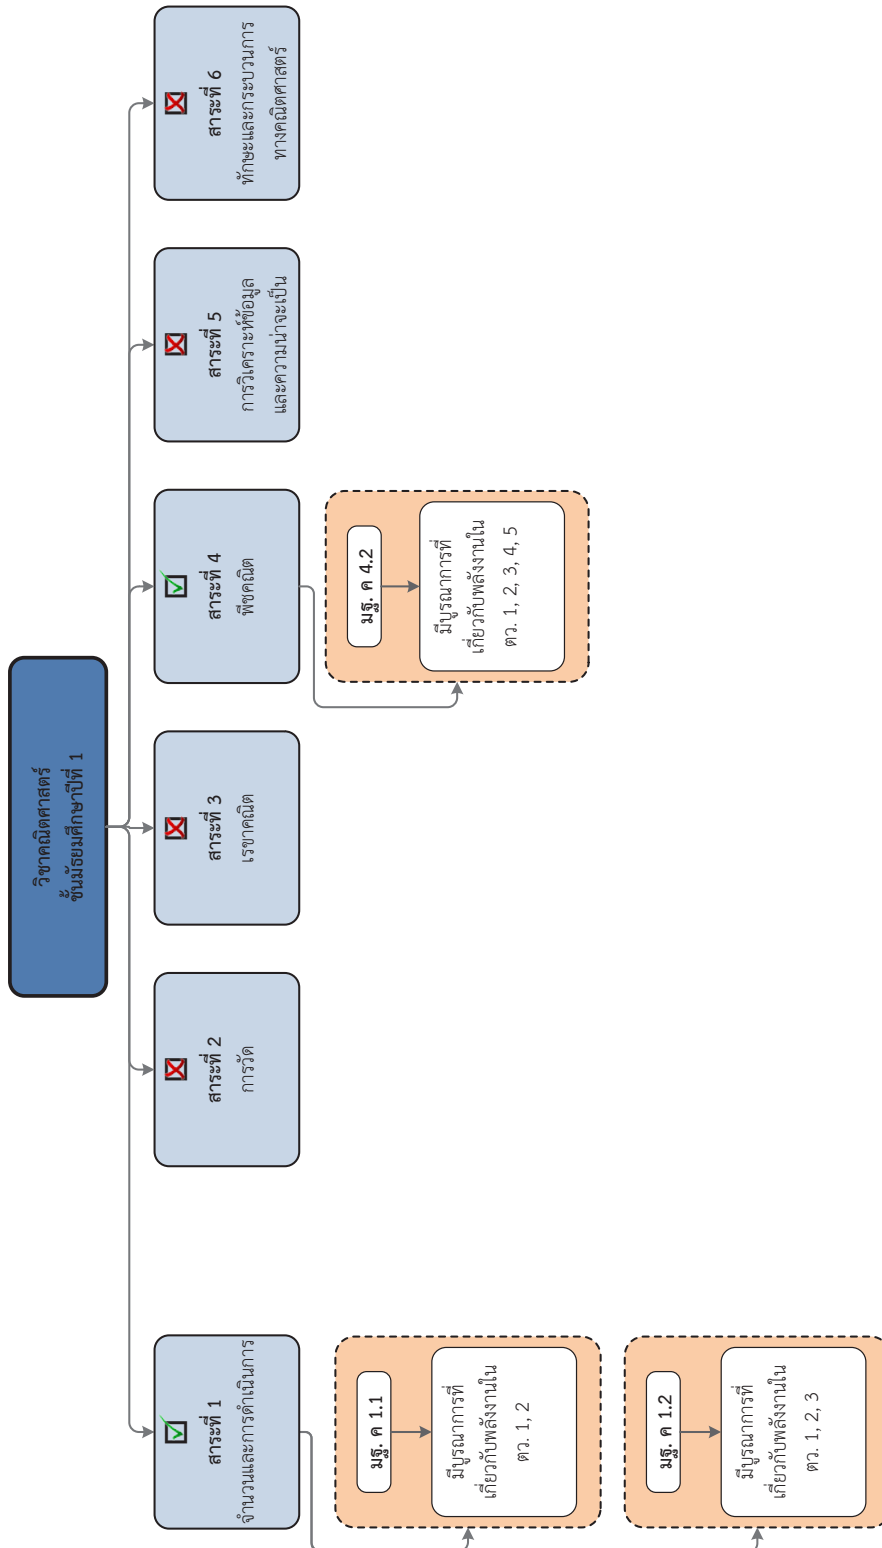 วิชาคณิตศาสตร์
ชั้นมัธยมศึกษาปีที่ 1
สาระที่ 1
จำนวนและการดำเนินการ
สาระที่ 2
การวัด
สาระที่ 3
เรขาคณิต
สาระที่ 4
พีชคณิต
สาระที่ 5
การวิเคราะห์ข้อมูล
และความน่าจะเป็น
สาระที่ 6
ทักษะและกระบวนการ
ทางคณิตศาสตร์
มฐ. ค 1.1
มีบูรณาการที่
เกี่ยวกับพลังงานใน
ตว. 1, 2
มฐ. ค 1.2
มีบูรณาการที่
เกี่ยวกับพลังงานใน
ตว. 1, 2, 3
มฐ. ค 4.2
มีบูรณาการที่
เกี่ยวกับพลังงานใน
ตว. 1, 2, 3, 4, 5